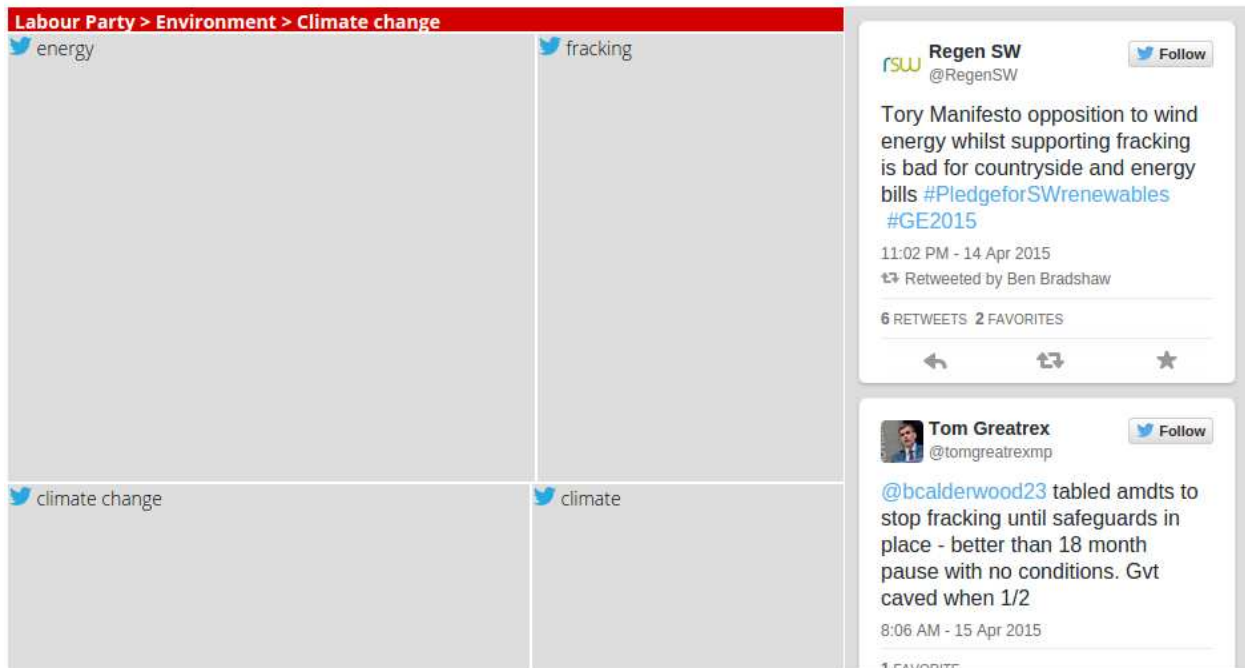 Labour Party > Environment > Climate change
energy
fracking
climate change
climate
rsw
Regen SW
@RegenSW
Follow
Tory Manifesto opposition to wind
energy whilst supporting fracking
is bad for countryside and energy
bills #PledgeforSWrenewables
#GE2015
11:02 PM - 14 Apr 2015
Retweeted by Ben Bradshaw
6 RETWEETS 2 FAVORITES
Tom Greatrex
@tomgreatrexmp
Follow
@bcalderwood23 tabled amdts to
stop fracking until safeguards in
place - better than 18 month
pause with no conditions. Gvt
caved when 1/2
8:06 AM - 15 Apr 2015
1 FAVORITE